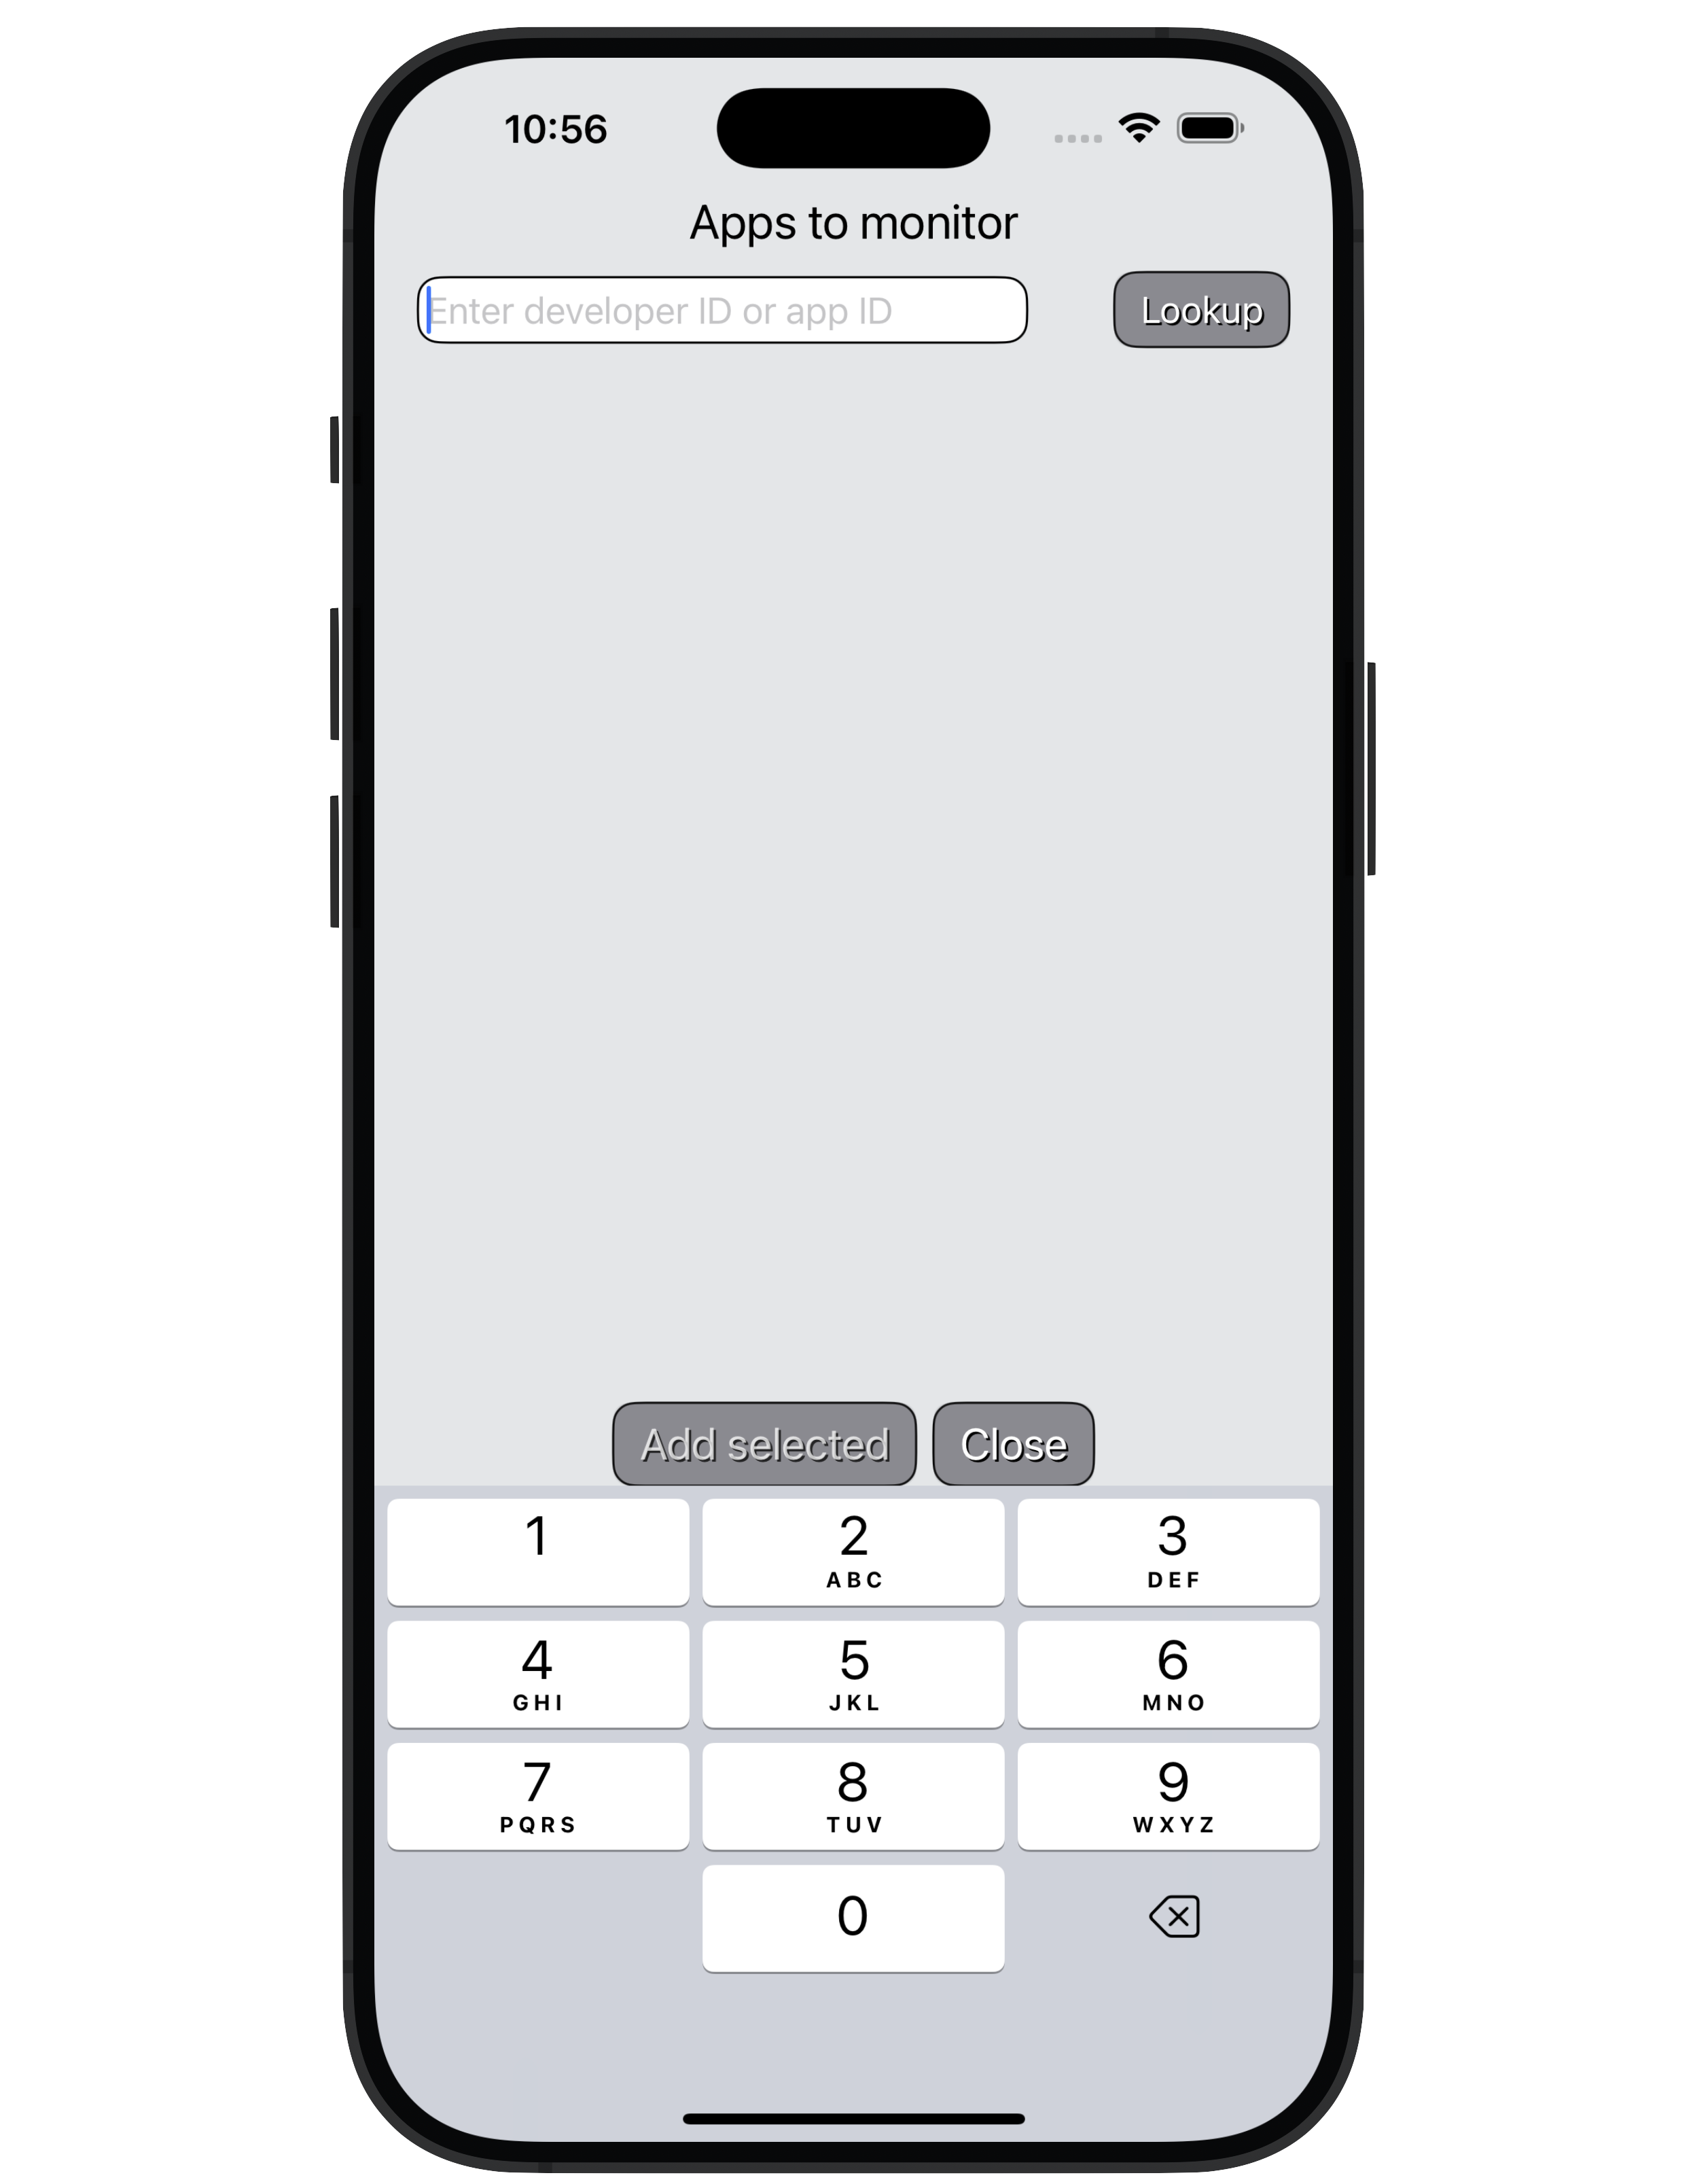 10:56
Apps to monitor
Enter developer ID or app ID
Lookup
Add selected Close
1 2 3
ABC DEF
4 5 6
GHI JKL MNO
7 8 9
PQRS TUV WXYZ
0